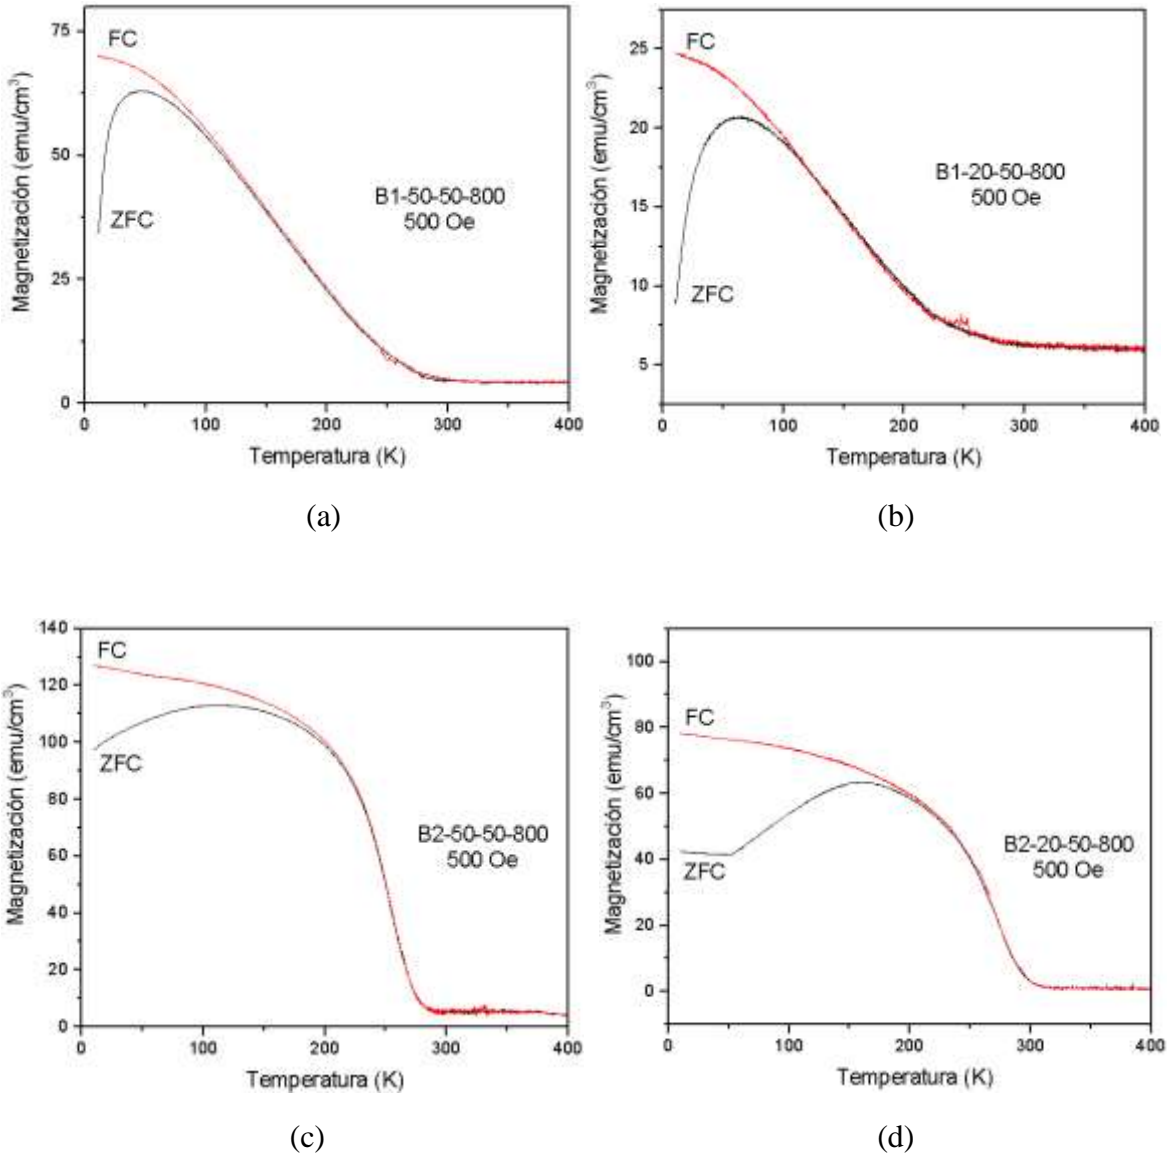 75
50
25
0
0
100
200
300
400
Magnetización (emu/cm³)
Temperatura (K)
FC
ZFC
B1-50-50-800
500 Oe
(a)
25
20
15
10
5
0
100
200
300
400
Magnetización (emu/cm³)
Temperatura (K)
FC
ZFC
B1-20-50-800
500 Oe
(b)
140
120
100
80
60
40
20
0
0
100
200
300
400
Magnetización (emu/cm³)
Temperatura (K)
FC
ZFC
B2-50-50-800
500 Oe
(c)
100
80
60
40
20
0
0
100
200
300
400
Magnetización (emu/cm³)
Temperatura (K)
FC
ZFC
B2-20-50-800
500 Oe
(d)